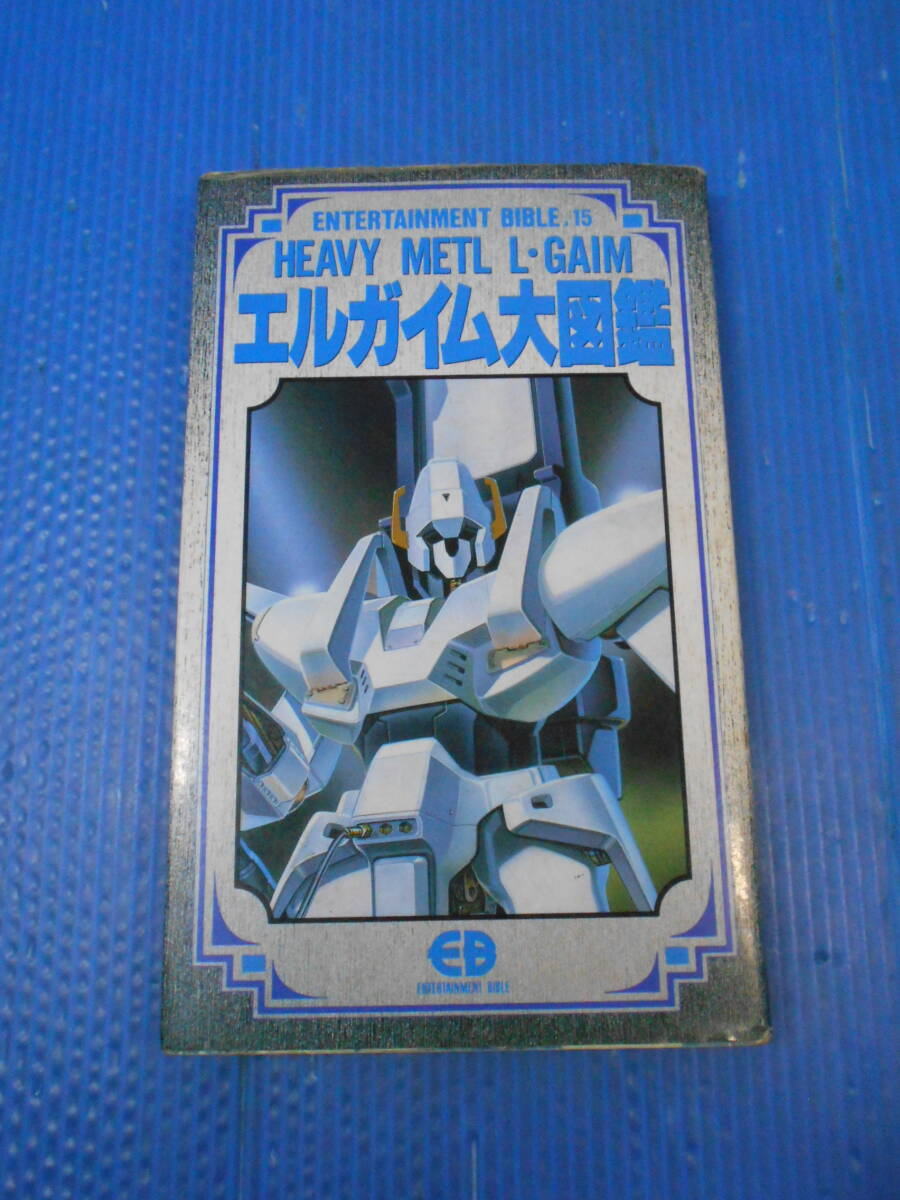 ENTERTAINMENT BIBLE.15
HEAVY METL L·GAIM
エルガイム大図鑑
EB
ENTERTAINMENT BIBLE